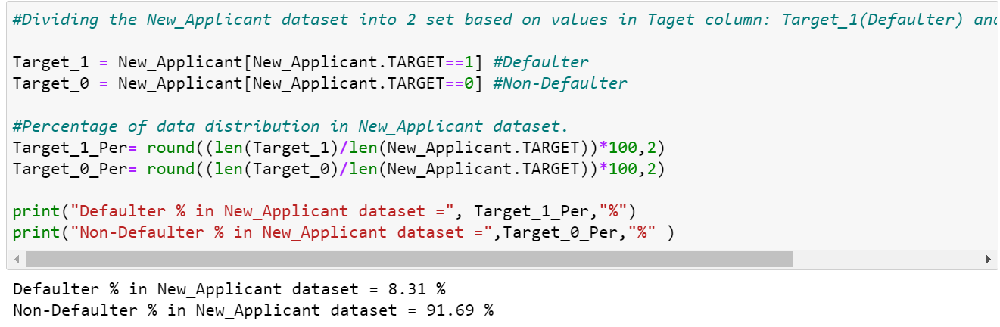 #Dividing the New_Applicant dataset into 2 set based on values in Taget column: Target_1(Defaulter) and
Target_1 = New_Applicant[New_Applicant.TARGET==1] #Defaulter
Target_0 = New_Applicant[New_Applicant.TARGET==0] #Non-Defaulter
#Percentage of data distribution in New_Applicant dataset.
Target_1_Per= round((len(Target_1)/len(New_Applicant.TARGET))*100,2)
Target_0_Per= round((len(Target_0)/len(New_Applicant.TARGET))*100,2)
print("Defaulter % in New_Applicant dataset =", Target_1_Per,"%")
print("Non-Defaulter % in New_Applicant dataset =",Target_0_Per,"%" )
Defaulter % in New_Applicant dataset = 8.31 %
Non-Defaulter % in New_Applicant dataset = 91.69 %